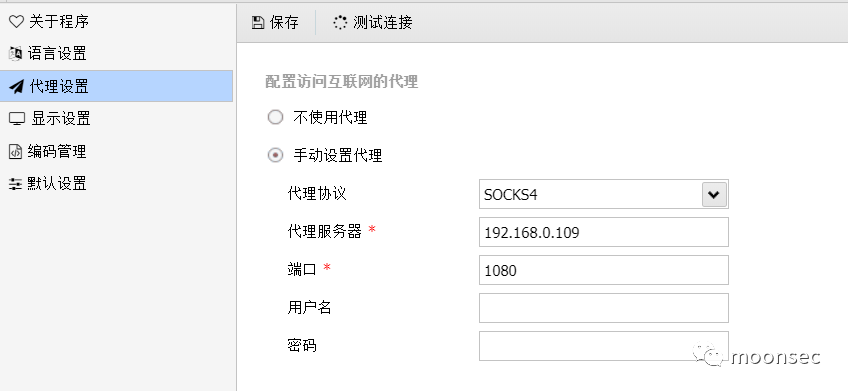 关于程序
语言设置
代理设置
显示设置
编码管理
默认设置
保存 测试连接
配置访问互联网的代理
不使用代理
手动设置代理
代理协议 SOCKS4
代理服务器 * 192.168.0.109
端口 * 1080
用户名
密码
moonsec